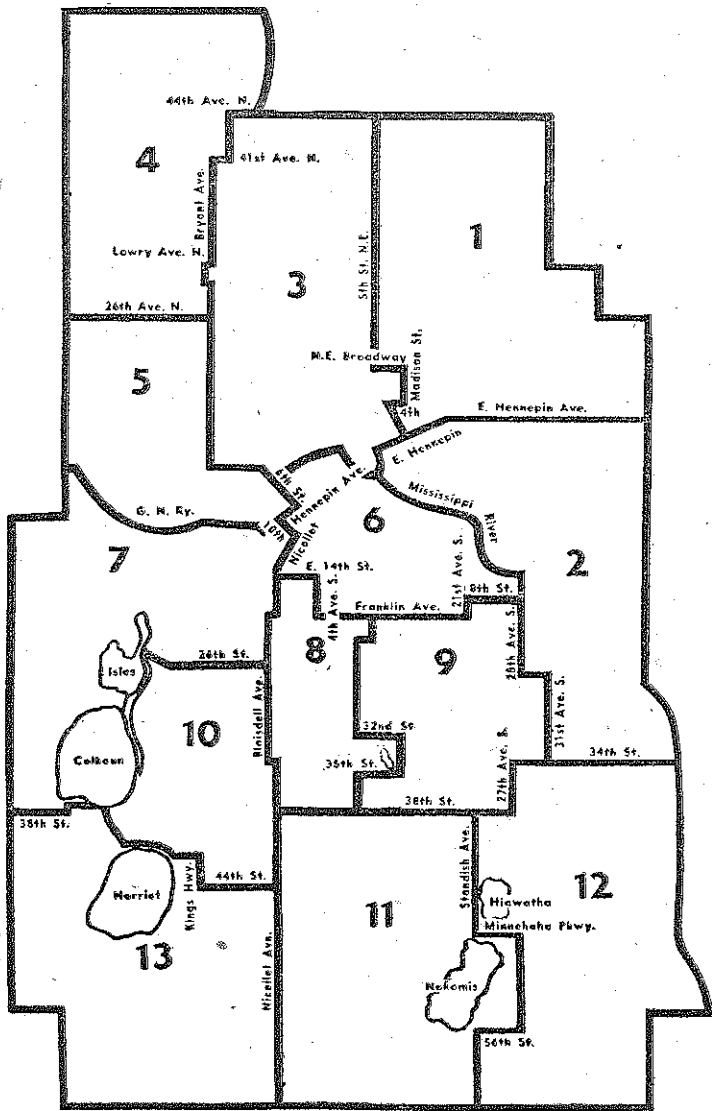 44th Ave. N.
4
41st Ave. N.
Bryant Ave.
1
Lowry Ave. N.
5th St. N.E.
3
26th Ave. N.
N.E. Broadway
Madison St.
5
4th
E. Hennepin Ave.
E. Hennepin
6th St.
Hennepin Ave.
Mississippi
River
G. N. Ry.
10th
6
Nicollet
7
E. 14th St.
21st Ave. S.
8th St.
2
4th Ave. S.
Franklin Ave.
8
9
28th Ave. S.
26th St.
Isles
Blaisdell Ave.
31st Ave. S.
10
32nd St.
Calhoun
36th St.
27th Ave. S.
34th St.
38th St.
38th St.
44th St.
Kings Hwy.
Harriet
Standish Ave.
12
11
Hiawatha
Minnehaha Pkwy.
13
Nicollet Ave.
Nokomis
56th St.